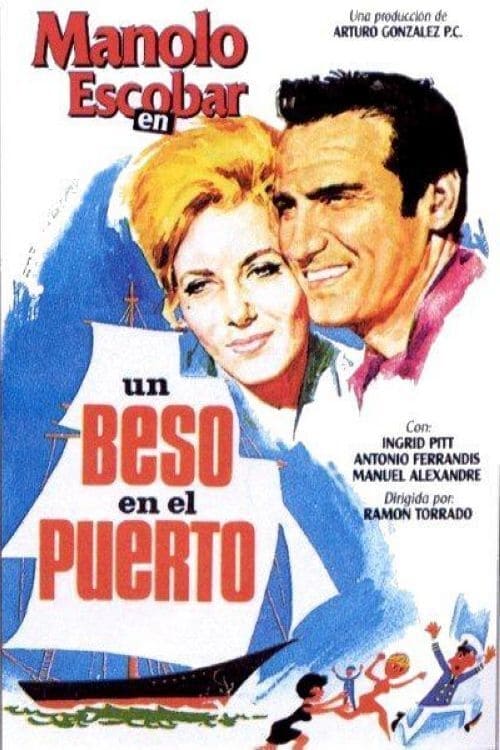 Una producción de
ARTURO GONZALEZ P.C.
Manolo
Escobar
en
un
BESO
en el
PUERTO
Con:
INGRID PITT
ANTONIO FERRANDIS
MANUEL ALEXANDRE
Dirigida por:
RAMON TORRADO